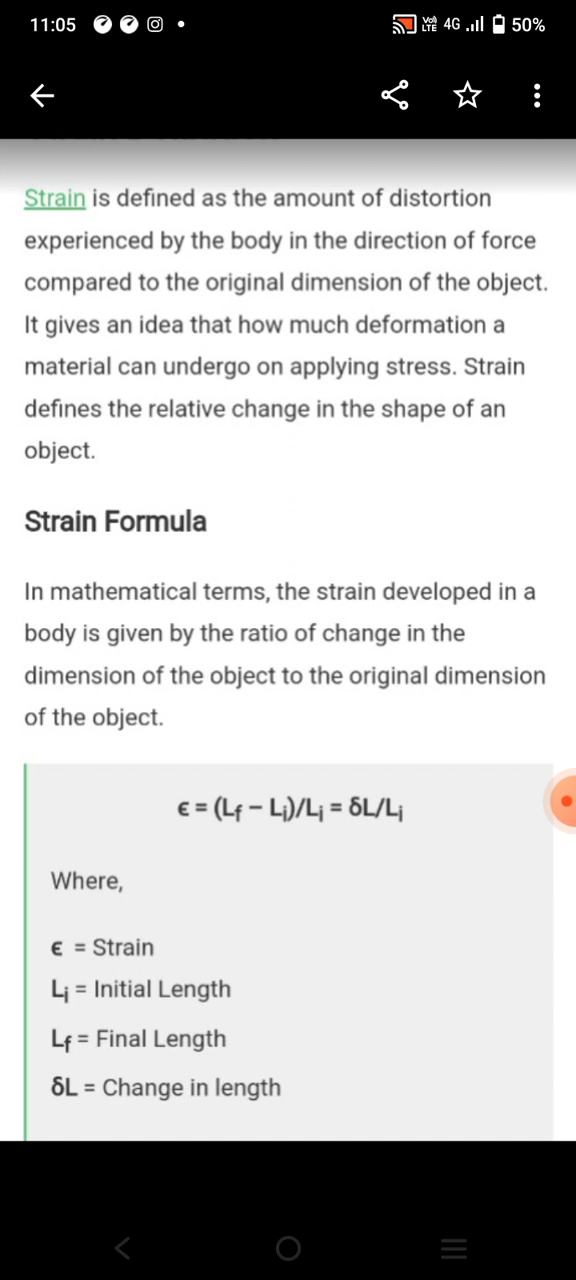 11:05
Vo) LTE 4G 50%
Strain is defined as the amount of distortion
experienced by the body in the direction of force
compared to the original dimension of the object.
It gives an idea that how much deformation a
material can undergo on applying stress. Strain
defines the relative change in the shape of an
object.
Strain Formula
In mathematical terms, the strain developed in a
body is given by the ratio of change in the
dimension of the object to the original dimension
of the object.
ϵ = (Lf – Li)/Li = δL/Li
Where,
ϵ = Strain
Li = Initial Length
Lf = Final Length
δL = Change in length